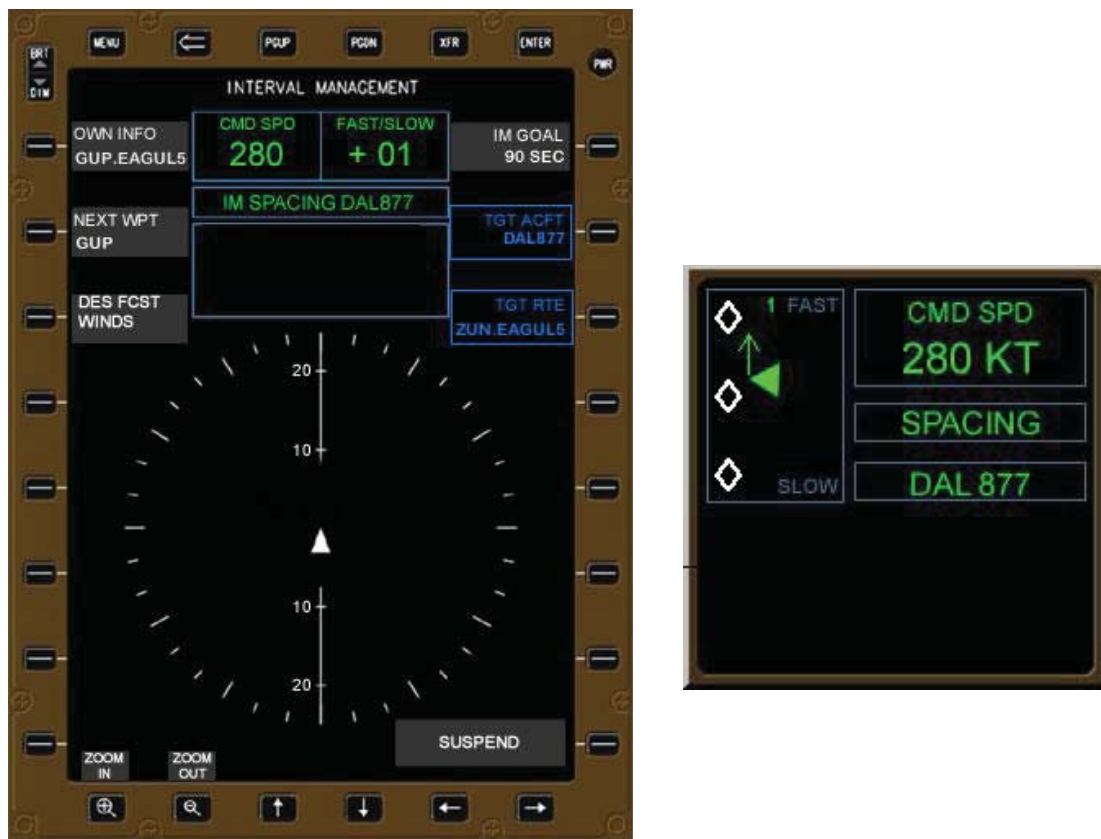 MENU
PGUP
PGDN
XFR
ENTER
BRT
DIM
PWR
INTERVAL MANAGEMENT
OWN INFO
GUP.EAGUL5
CMD SPD
280
FAST/SLOW
+ 01
IM GOAL
90 SEC
IM SPACING DAL877
NEXT WPT
GUP
TGT ACFT
DAL877
DES FCST
WINDS
TGT RTE
ZUN.EAGUL5
20
10
10
20
SUSPEND
ZOOM
IN
ZOOM
OUT
1 FAST
SLOW
CMD SPD
280 KT
SPACING
DAL 877